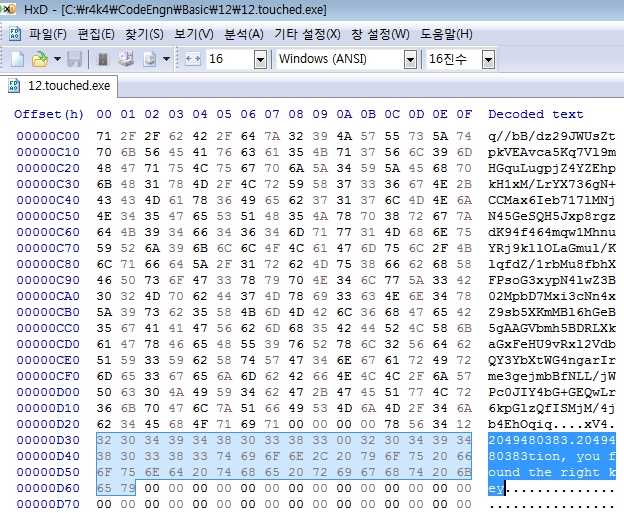 HxD - [C:₩r4k4₩CodeEngn₩Basic₩12₩12.touched.exe]
파일(F) 편집(E) 찾기(S) 보기(V) 분석(A) 기타 설정(X) 창 설정(W) 도움말(H)
16 Windows (ANSI) 16진수
12.touched.exe
Offset(h) 00 01 02 03 04 05 06 07 08 09 0A 0B 0C 0D 0E 0F Decoded text
00000C00 71 2F 2F 62 42 2F 64 7A 32 39 4A 57 55 73 5A 74 q//bB/dz29JWUsZt
00000C10 70 6B 56 45 41 76 63 61 35 4B 71 37 56 6C 39 6D pkVEAvca5Kq7Vl9m
00000C20 48 47 71 75 4C 75 67 70 6A 5A 34 59 5A 45 68 70 HGquLugpjZ4YZEhp
00000C30 6B 48 31 78 4D 2F 4C 72 59 58 37 33 36 67 4E 2B kH1xM/LrYX736gN+
00000C40 43 43 4D 61 78 36 49 65 62 37 31 37 6C 4D 4E 6A CCMax6Ieb717lMNj
00000C50 4E 34 35 47 65 53 51 48 35 4A 78 70 38 72 67 7A N45GeSQH5Jxp8rgz
00000C60 64 4B 39 34 66 34 36 34 6D 71 77 31 4D 68 6E 75 dK94f464mqw1Mhnu
00000C70 59 52 6A 39 6B 6C 6C 4F 4C 61 47 6D 75 6C 2F 4B YRj9kllOLaGmul/K
00000C80 6C 71 66 64 5A 2F 31 72 62 4D 75 38 66 62 68 58 lqfdZ/1rbMu8fbhX
00000C90 46 50 73 6F 47 33 78 79 70 4E 34 6C 77 5A 33 42 FPsoG3xypN4lwZ3B
00000CA0 30 32 4D 70 62 44 37 4D 78 69 33 63 4E 6E 34 78 02MpbD7Mxi3cNn4x
00000CB0 5A 39 73 62 35 58 4B 6D 4D 42 6C 36 68 47 65 42 Z9sb5XKmMBl6hGeB
00000CC0 35 67 41 41 47 56 62 6D 68 35 42 44 52 4C 58 6B 5gAAGVbmh5BDRLXk
00000CD0 61 47 78 46 65 48 55 39 76 52 78 6C 32 56 64 62 aGxFeHU9vRxl2Vdb
00000CE0 51 59 33 59 62 58 74 57 47 34 6E 67 61 72 49 72 QY3YbXtWG4ngarIr
00000CF0 6D 65 33 67 65 6A 6D 62 42 66 4E 4C 4C 2F 6A 57 me3gejmbBfNLL/jW
00000D00 50 63 30 4A 49 59 34 62 47 2B 47 45 51 77 4C 72 Pc0JIY4bG+GEQwLr
00000D10 36 6B 70 47 6C 7A 51 66 49 53 4D 6A 4D 2F 34 6A 6kpGlzQfISMjM/4j
00000D20 62 34 45 68 4F 71 69 71 00 00 00 00 78 56 34 12 b4EhOqiq....xV4.
00000D30 32 30 34 39 34 38 30 33 38 33 00 32 30 34 39 34 2049480383.20494
00000D40 38 30 33 38 33 74 69 6F 6E 2C 20 79 6F 75 20 66 80383tion, you f
00000D50 6F 75 6E 64 20 74 68 65 20 72 69 67 68 74 20 6B ound the right k
00000D60 65 79 00 00 00 00 00 00 00 00 00 00 00 00 00 00 ey..............
00000D70 00 00 00 00 00 00 00 00 00 00 00 00 00 00 00 00 ................